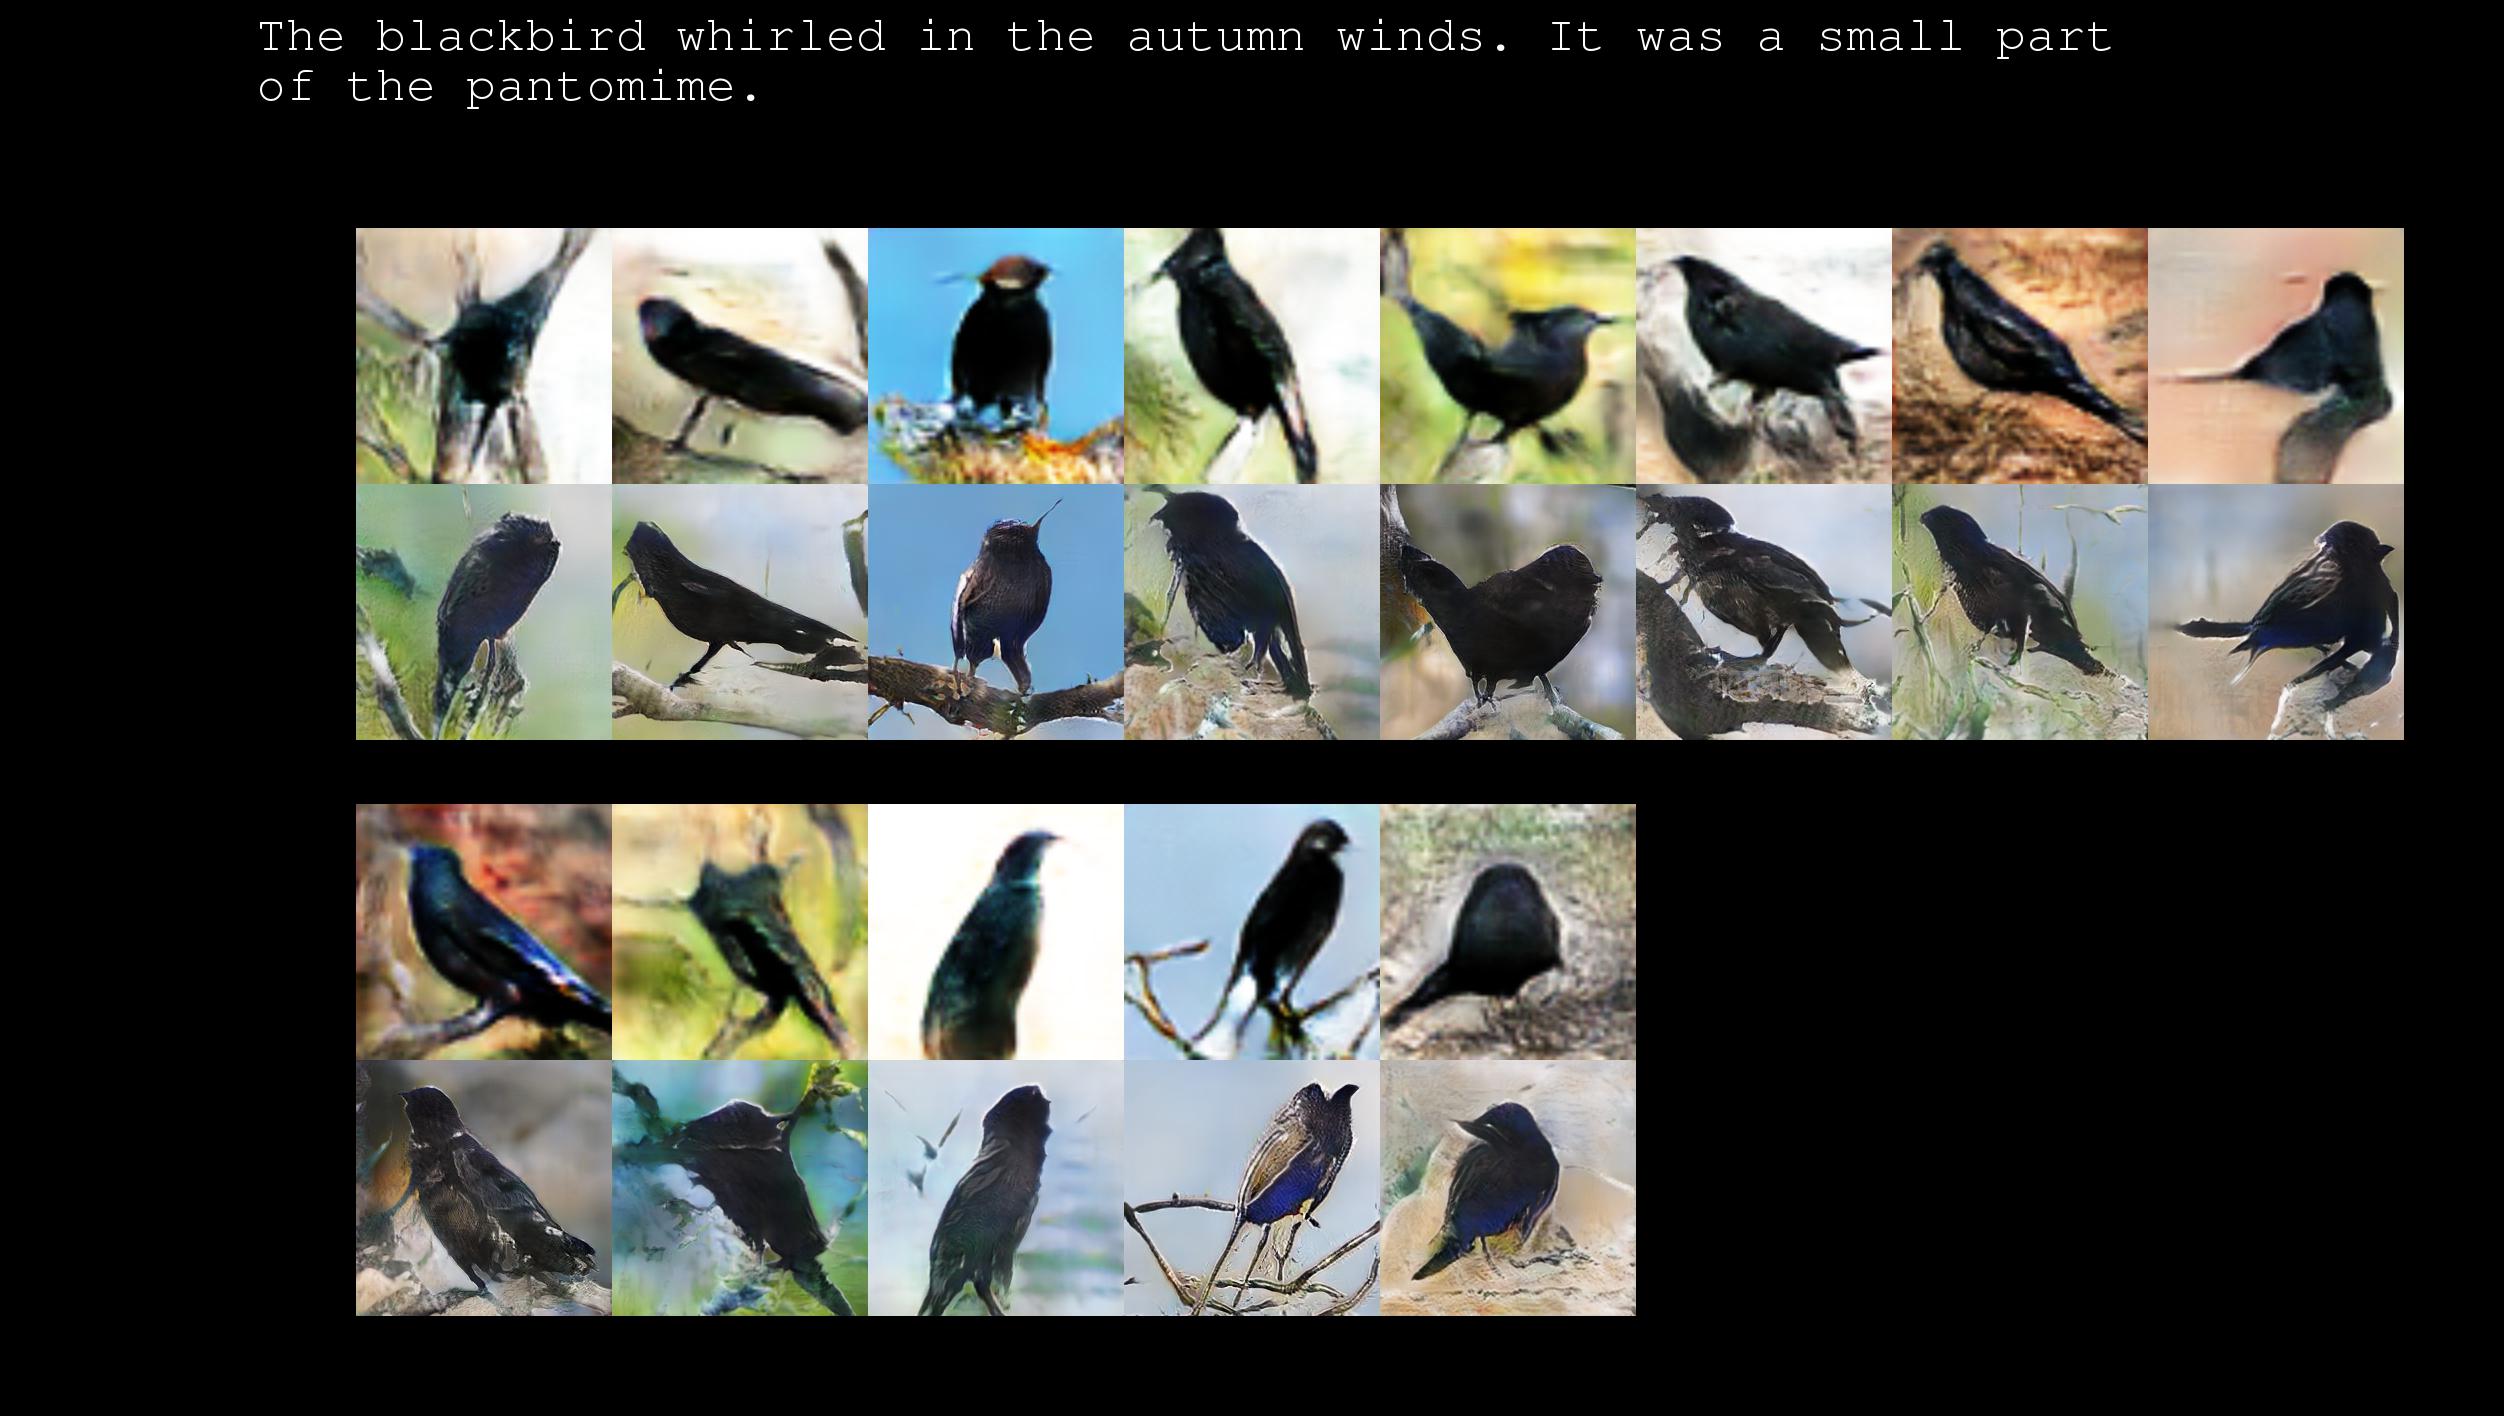 The blackbird whirled in the autumn winds. It was a small part
of the pantomime.